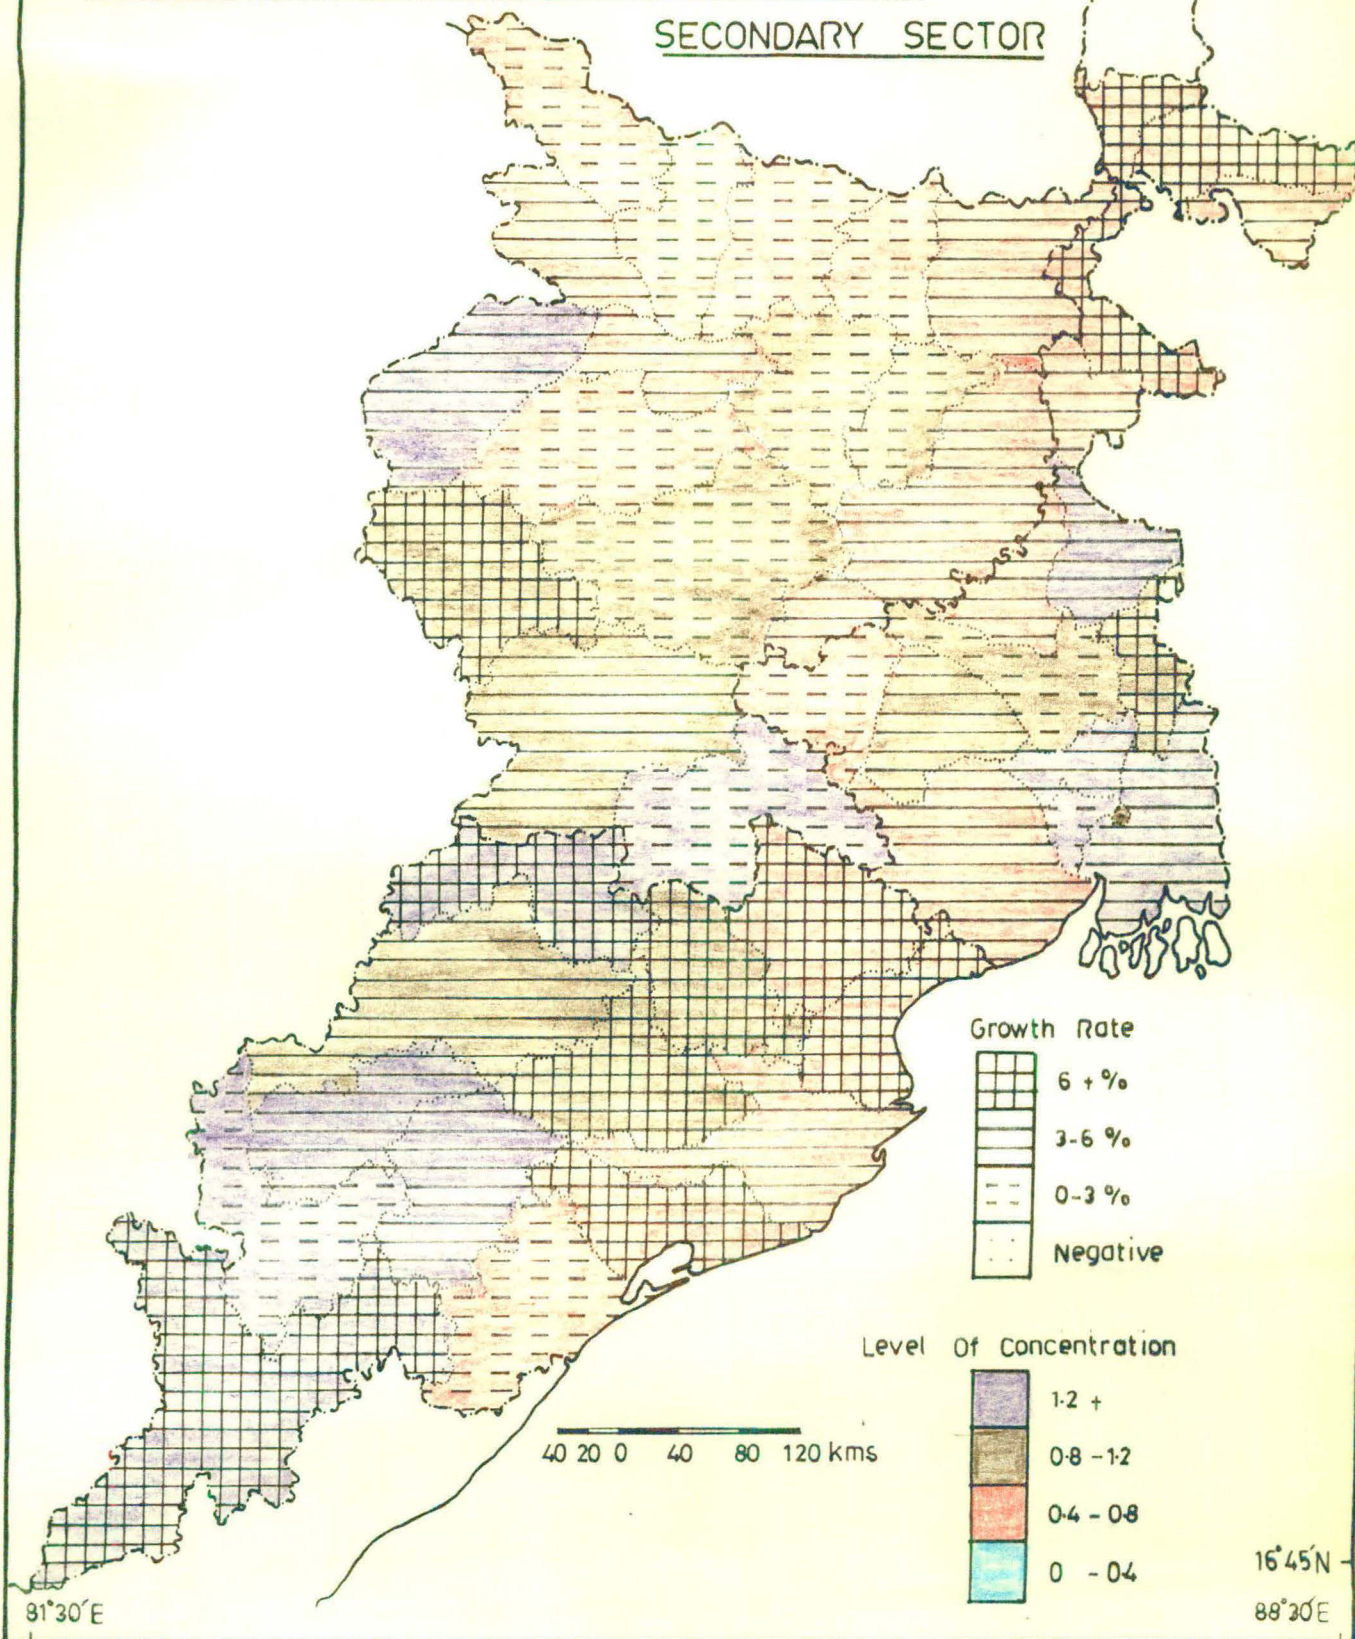 SECONDARY SECTOR
Growth Rate
6 + %
3-6 %
0-3 %
Negative
Level Of Concentration
1·2 +
0·8 - 1·2
0·4 - 0·8
0 - 0·4
40 20 0 40 80 120 kms
16°45'N
81°30'E
88°30'E